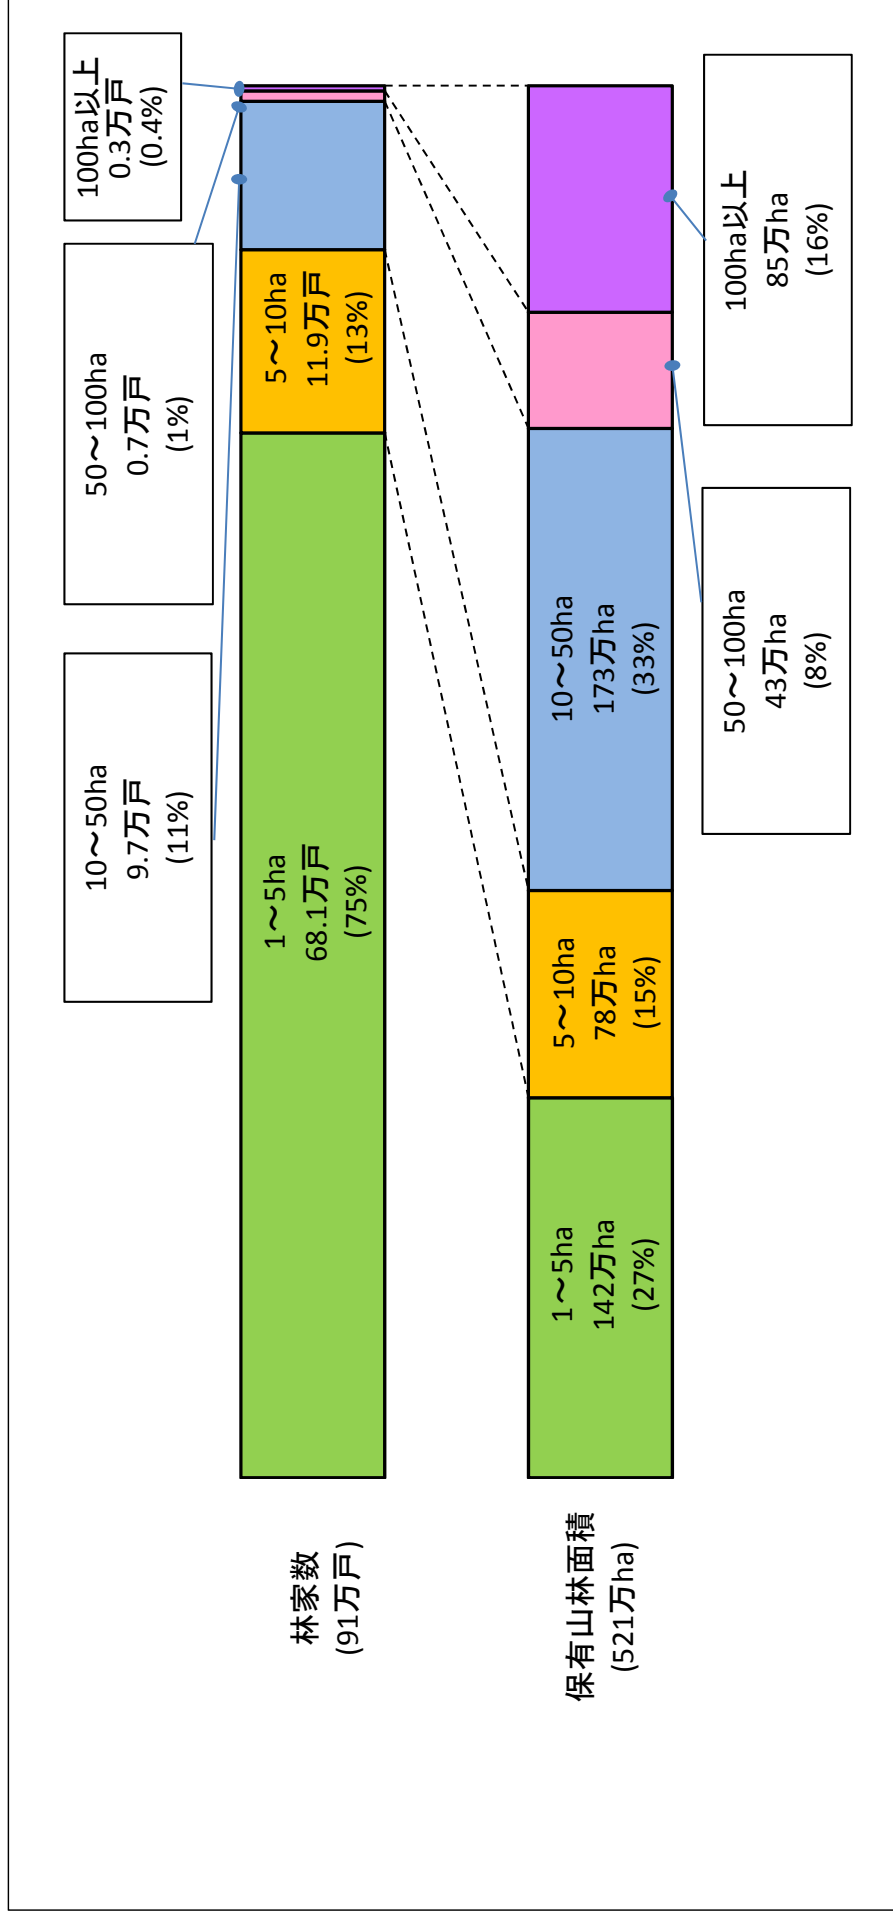 林家数
(91万戸)
1～5ha
68.1万戸
(75%)
5～10ha
11.9万戸
(13%)
10～50ha
9.7万戸
(11%)
50～100ha
0.7万戸
(1%)
100ha以上
0.3万戸
(0.4%)
保有山林面積
(521万ha)
1～5ha
142万ha
(27%)
5～10ha
78万ha
(15%)
10～50ha
173万ha
(33%)
50～100ha
43万ha
(8%)
100ha以上
85万ha
(16%)